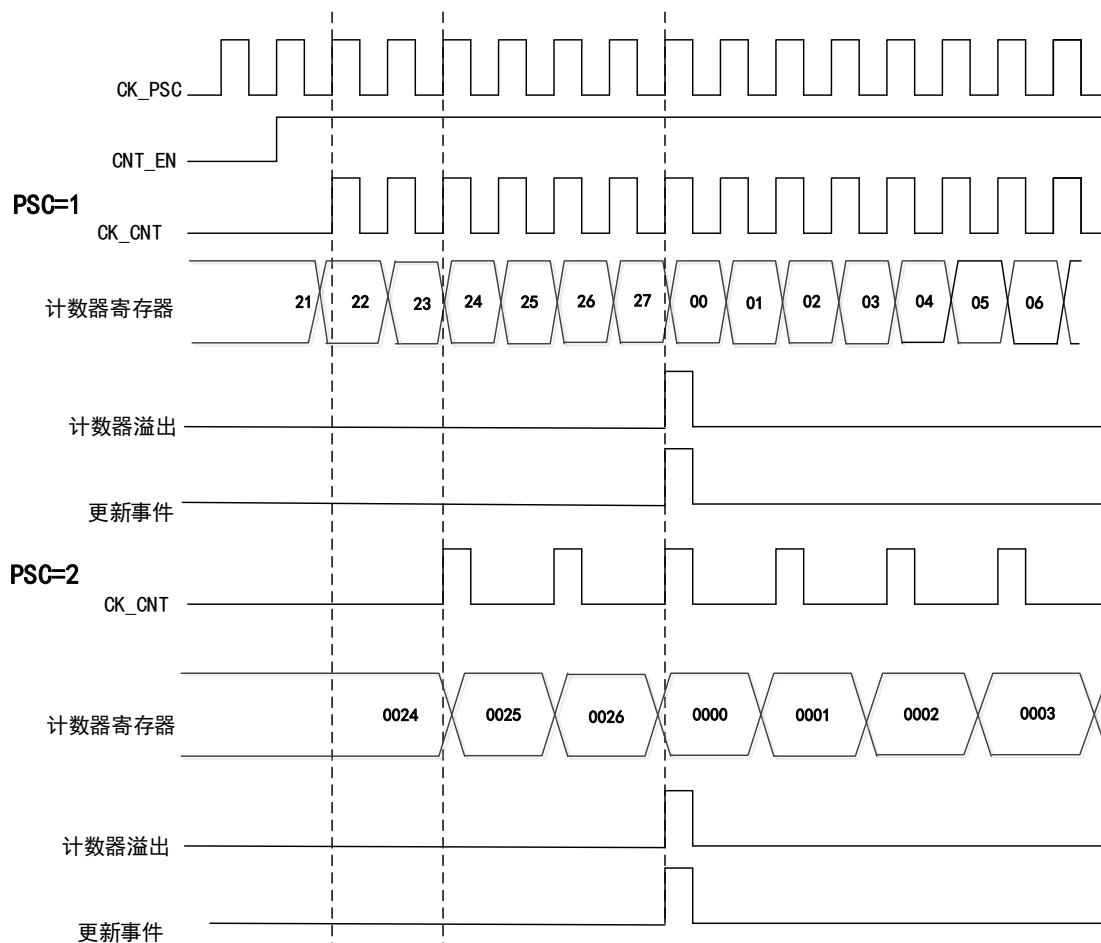 CK_PSC
CNT_EN
PSC=1
CK_CNT
计数器寄存器 21 22 23 24 25 26 27 00 01 02 03 04 05 06
计数器溢出
更新事件
PSC=2
CK_CNT
计数器寄存器 0024 0025 0026 0000 0001 0002 0003
计数器溢出
更新事件